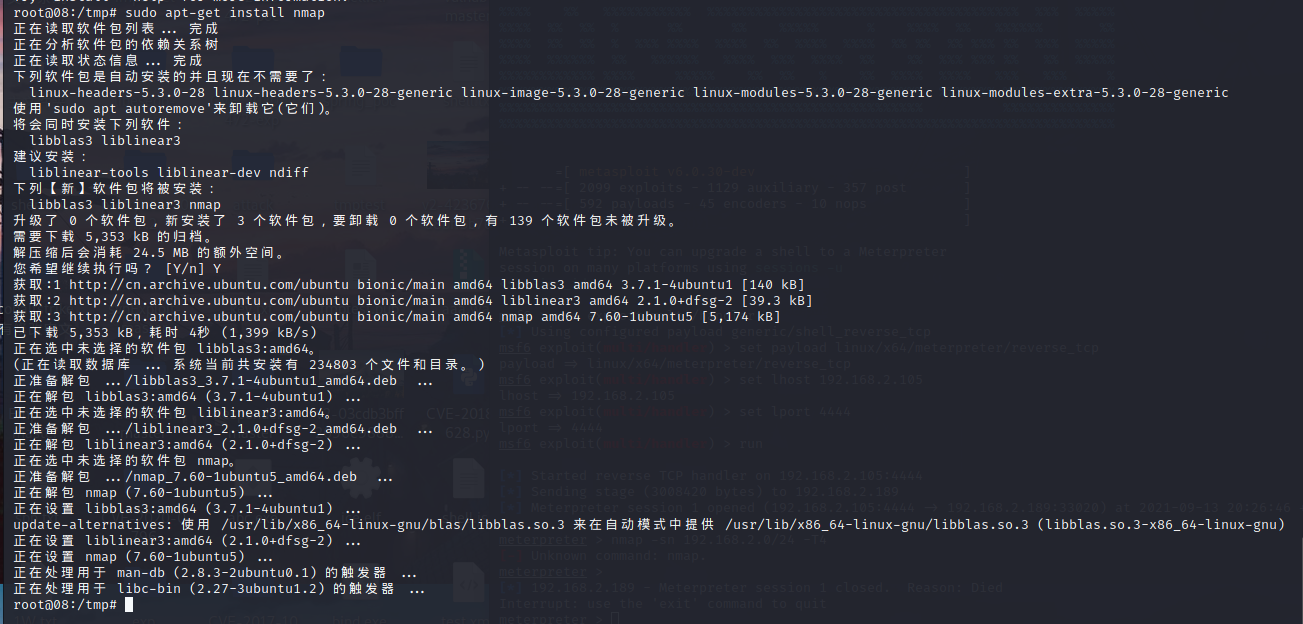 root@08:/tmp# sudo apt-get install nmap
正在读取软件包列表... 完成
正在分析软件包的依赖关系树
正在读取状态信息... 完成
下列软件包是自动安装的并且现在不需要了：
  linux-headers-5.3.0-28 linux-headers-5.3.0-28-generic linux-image-5.3.0-28-generic linux-modules-5.3.0-28-generic linux-modules-extra-5.3.0-28-generic
使用'sudo apt autoremove'来卸载它(它们)。
将会同时安装下列软件：
  libblas3 liblinear3
建议安装：
  liblinear-tools liblinear-dev ndiff
下列【新】软件包将被安装：
  libblas3 liblinear3 nmap
升级了 0 个软件包，新安装了 3 个软件包，要卸载 0 个软件包，有 139 个软件包未被升级。
需要下载 5,353 kB 的归档。
解压缩后会消耗 24.5 MB 的额外空间。
您希望继续执行吗？ [Y/n] Y
获取:1 http://cn.archive.ubuntu.com/ubuntu bionic/main amd64 libblas3 amd64 3.7.1-4ubuntu1 [140 kB]
获取:2 http://cn.archive.ubuntu.com/ubuntu bionic/main amd64 liblinear3 amd64 2.1.0+dfsg-2 [39.3 kB]
获取:3 http://cn.archive.ubuntu.com/ubuntu bionic/main amd64 nmap amd64 7.60-1ubuntu5 [5,174 kB]
已下载 5,353 kB，耗时 4秒 (1,399 kB/s)
正在选中未选择的软件包 libblas3:amd64。
(正在读取数据库 ... 系统当前共安装有 234803 个文件和目录。)
正准备解包 .../libblas3_3.7.1-4ubuntu1_amd64.deb  ...
正在解包 libblas3:amd64 (3.7.1-4ubuntu1) ...
正在选中未选择的软件包 liblinear3:amd64。
正准备解包 .../liblinear3_2.1.0+dfsg-2_amd64.deb  ...
正在解包 liblinear3:amd64 (2.1.0+dfsg-2) ...
正在选中未选择的软件包 nmap。
正准备解包 .../nmap_7.60-1ubuntu5_amd64.deb  ...
正在解包 nmap (7.60-1ubuntu5) ...
正在设置 libblas3:amd64 (3.7.1-4ubuntu1) ...
update-alternatives: 使用 /usr/lib/x86_64-linux-gnu/blas/libblas.so.3 来在自动模式中提供 /usr/lib/x86_64-linux-gnu/libblas.so.3 (libblas.so.3-x86_64-linux-gnu)
正在设置 liblinear3:amd64 (2.1.0+dfsg-2) ...
正在设置 nmap (7.60-1ubuntu5) ...
正在处理用于 man-db (2.8.3-2ubuntu0.1) 的触发器 ...
正在处理用于 libc-bin (2.27-3ubuntu1.2) 的触发器 ...
root@08:/tmp#